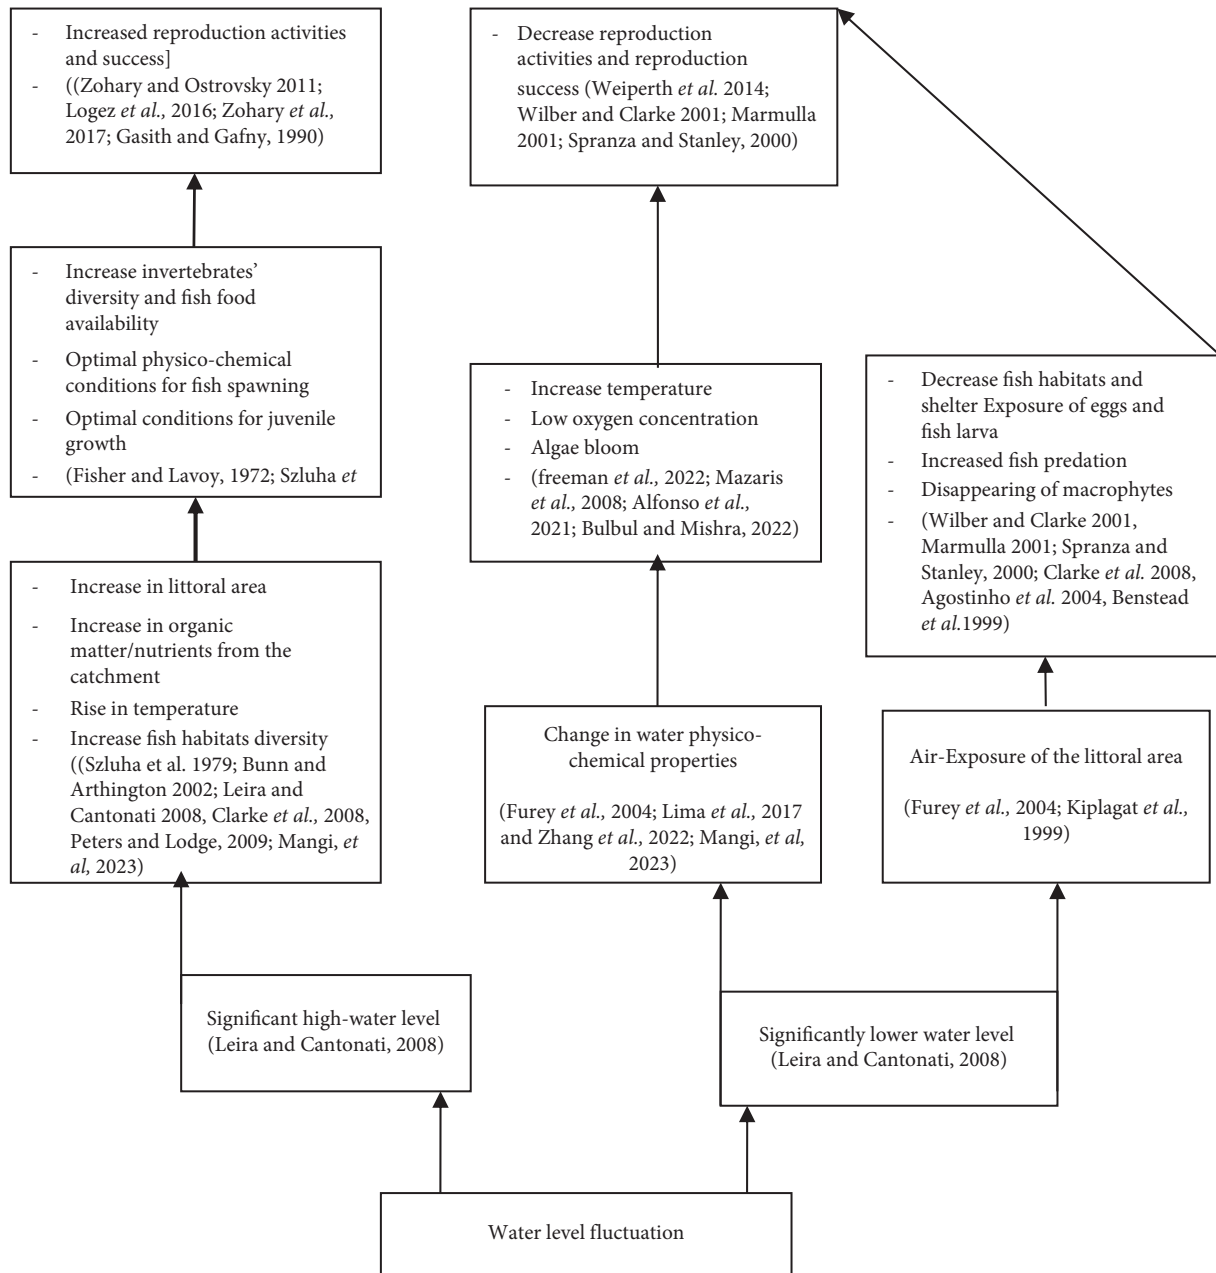 - Increased reproduction activities
and success]
- ((Zohary and Ostrovsky 2011;
Logez et al., 2016; Zohary et al.,
2017; Gasith and Gafny, 1990)
- Decrease reproduction
activities and reproduction
success (Weiperth et al. 2014;
Wilber and Clarke 2001; Marmulla
2001; Spranza and Stanley, 2000)
- Increase invertebrates’
diversity and fish food
availability
- Optimal physico-chemical
conditions for fish spawning
- Optimal conditions for juvenile
growth
- (Fisher and Lavoy, 1972; Szluha et
- Increase temperature
- Low oxygen concentration
- Algae bloom
- (freeman et al., 2022; Mazaris
et al., 2008; Alfonso et al.,
2021; Bulbul and Mishra, 2022)
- Decrease fish habitats and
shelter Exposure of eggs and
fish larva
- Increased fish predation
- Disappearing of macrophytes
- (Wilber and Clarke 2001,
Marmulla 2001; Spranza and
Stanley, 2000; Clarke et al. 2008,
Agostinho et al. 2004, Benstead
et al.1999)
- Increase in littoral area
- Increase in organic
matter/nutrients from the
catchment
- Rise in temperature
- Increase fish habitats diversity
((Szluha et al. 1979; Bunn and
Arthington 2002; Leira and
Cantonati 2008, Clarke et al., 2008,
Peters and Lodge, 2009; Mangi, et
al, 2023)
Change in water physico-
chemical properties
(Furey et al., 2004; Lima et al., 2017
and Zhang et al., 2022; Mangi, et al,
2023)
Air-Exposure of the littoral area
(Furey et al., 2004; Kiplagat et al.,
1999)
Significant high-water level
(Leira and Cantonati, 2008)
Significantly lower water level
(Leira and Cantonati, 2008)
Water level fluctuation